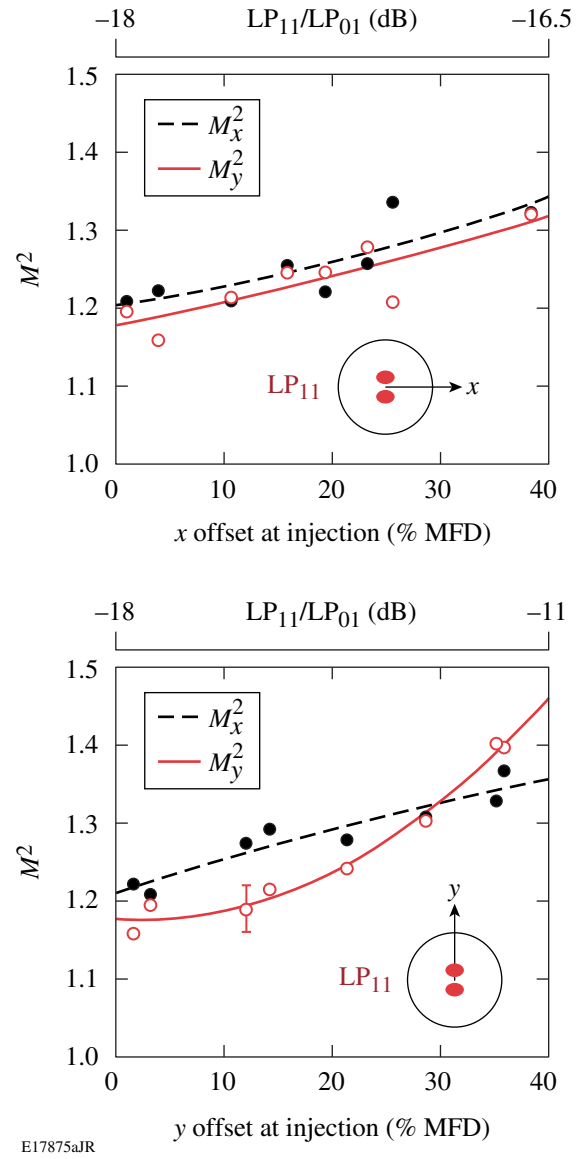 −18 LP₁₁/LP₀₁ (dB) −16.5
1.5
1.4
1.3
1.2
1.1
1.0
M²
M²ₓ
M²ᵧ
LP₁₁
x
0 10 20 30 40
x offset at injection (% MFD)
−18 LP₁₁/LP₀₁ (dB) −11
1.5
1.4
1.3
1.2
1.1
1.0
M²
M²ₓ
M²ᵧ
y
LP₁₁
0 10 20 30 40
y offset at injection (% MFD)
E17875aJR